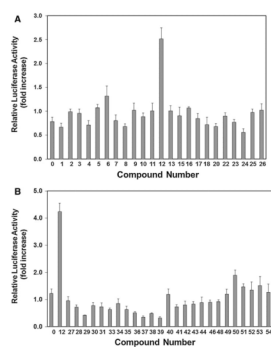 A
Relative Luciferase Activity
(fold increase)
3.0
2.5
2.0
1.5
1.0
0.5
0.0
0 1 2 3 4 5 6 7 8 9 10 11 12 13 15 16 17 18 20 22 23 24 25 26
Compound Number
B
Relative Luciferase Activity
(fold increase)
5.0
4.0
3.0
2.0
1.0
0.0
0 12 27 28 29 30 31 33 34 35 36 37 38 39 40 41 42 43 44 46 48 49 50 51 52 53 54
Compound Number